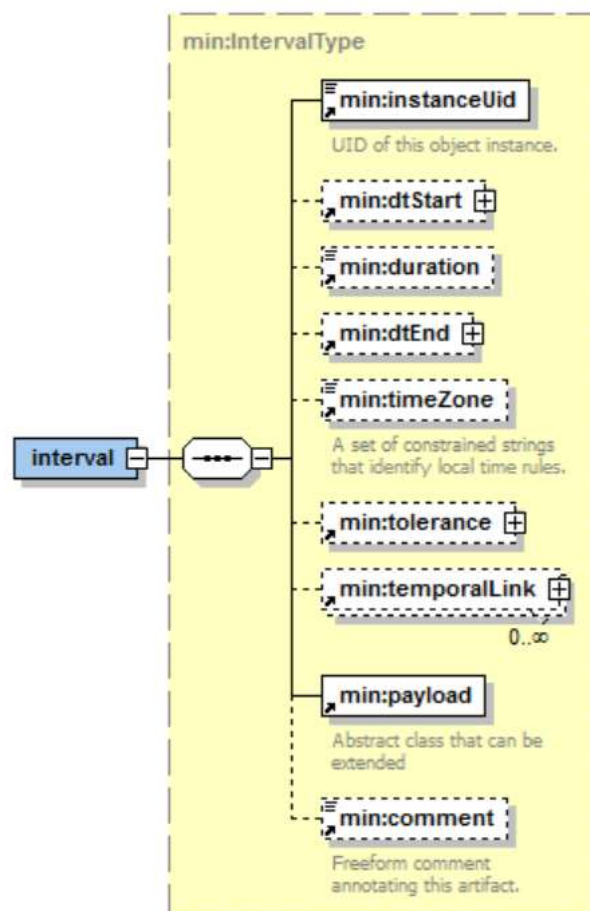 min:IntervalType
min:instanceUid
UID of this object instance.
min:dtStart
min:duration
min:dtEnd
min:timeZone
A set of constrained strings
that identify local time rules.
interval
min:tolerance
min:temporalLink
0..∞
min:payload
Abstract class that can be
extended
min:comment
Freeform comment
annotating this artifact.